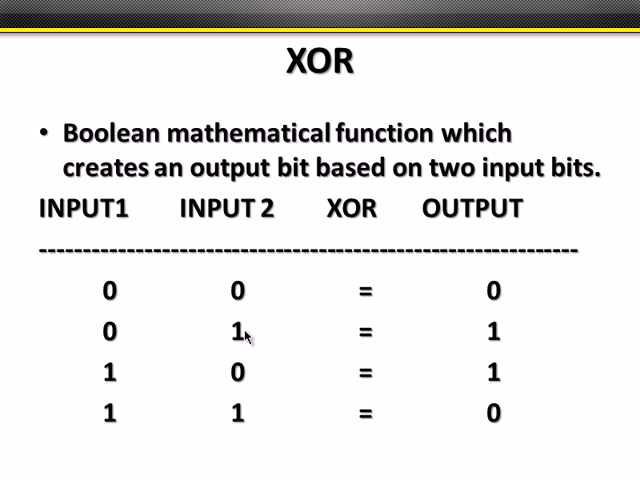 XOR
• Boolean mathematical function which
creates an output bit based on two input bits.
INPUT1 INPUT 2 XOR OUTPUT
------------------------------------------------------------
0 0 = 0
0 1 = 1
1 0 = 1
1 1 = 0